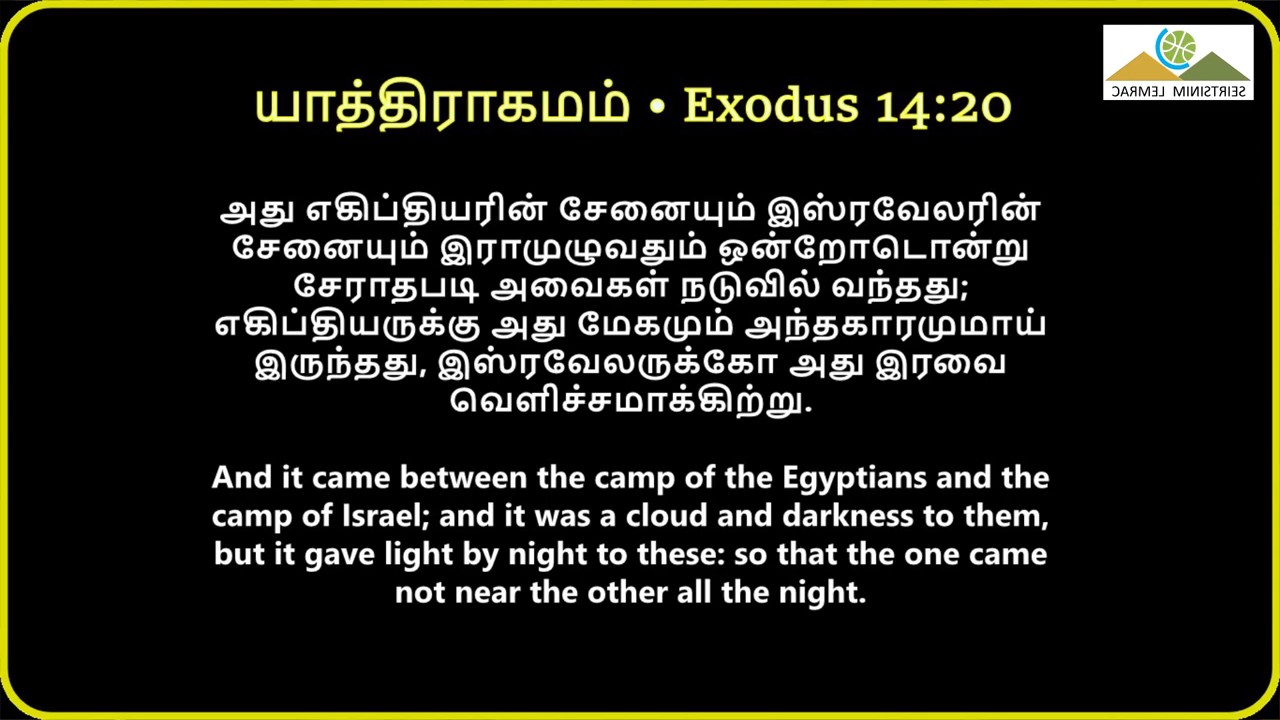 யாத்திராகமம் • Exodus 14:20
CARMEL MINISTRIES
அது எகிப்தியரின் சேனையும் இஸ்ரவேலரின்
சேனையும் இராமுழுவதும் ஒன்றோடொன்று
சேராதபடி அவைகள் நடுவில் வந்தது;
எகிப்தியருக்கு அது மேகமும் அந்தகாரமுமாய்
இருந்தது, இஸ்ரவேலருக்கோ அது இரவை
வெளிச்சமாக்கிற்று.
And it came between the camp of the Egyptians and the
camp of Israel; and it was a cloud and darkness to them,
but it gave light by night to these: so that the one came
not near the other all the night.